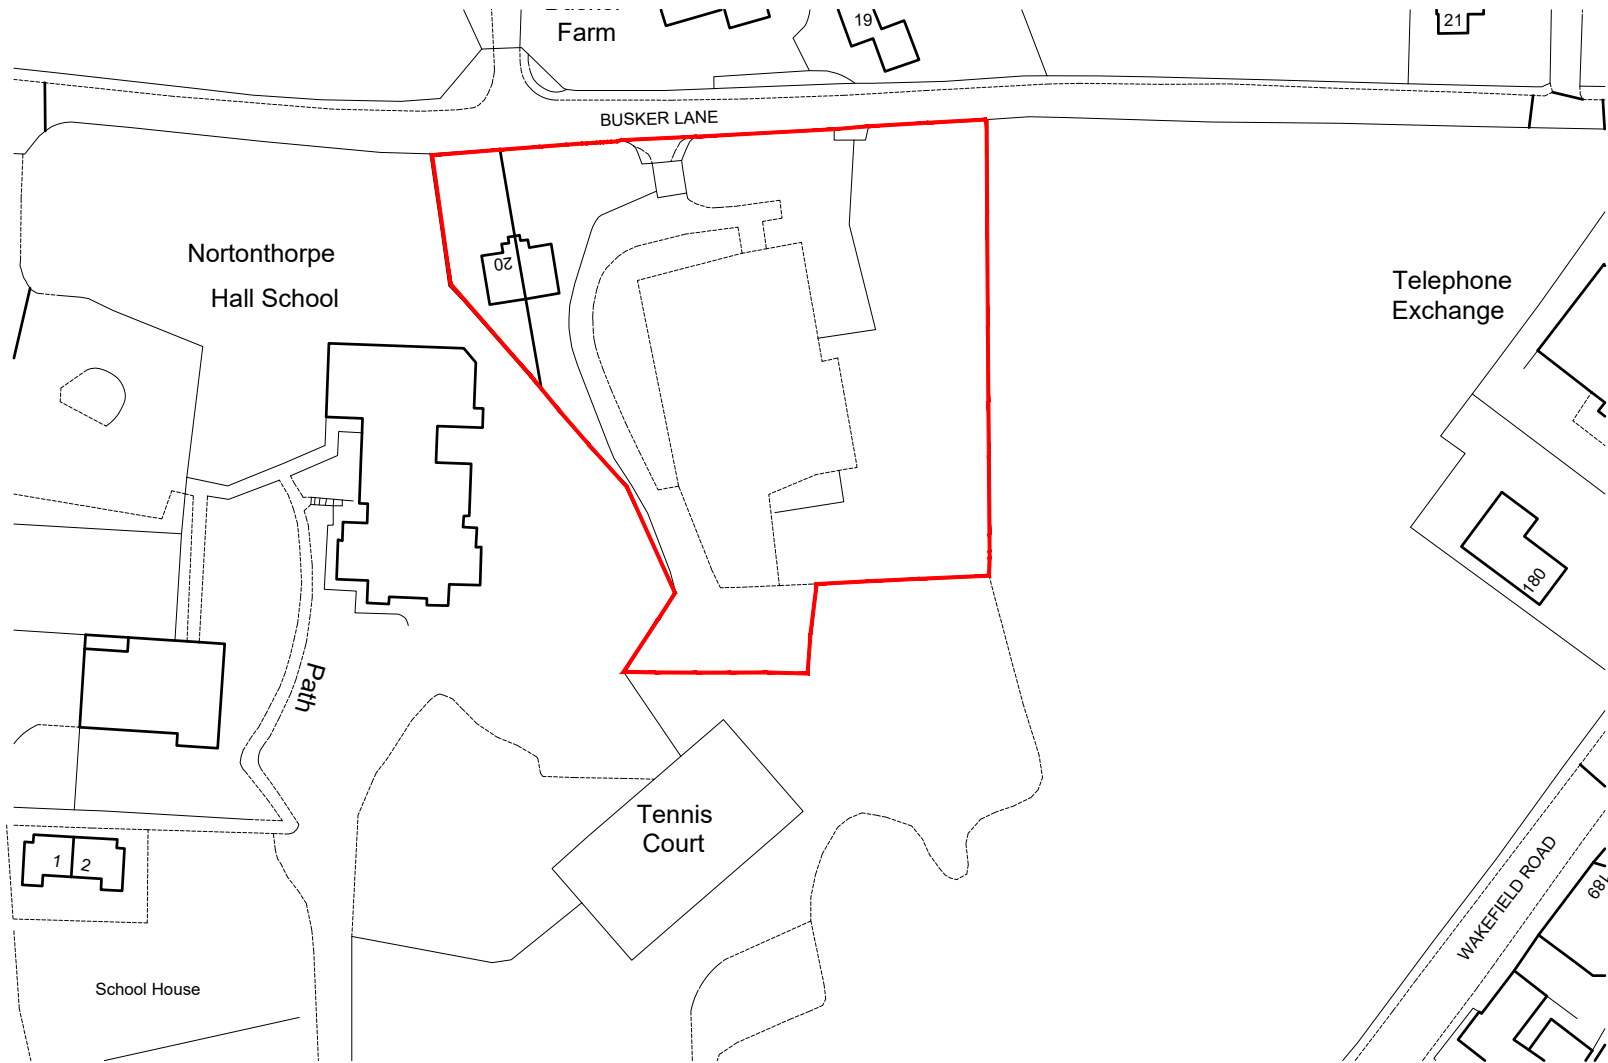 Farm
19
21
BUSKER LANE
Nortonthorpe
Hall School
20
Telephone
Exchange
180
Path
Tennis
Court
1
2
WAKEFIELD ROAD
189
School House